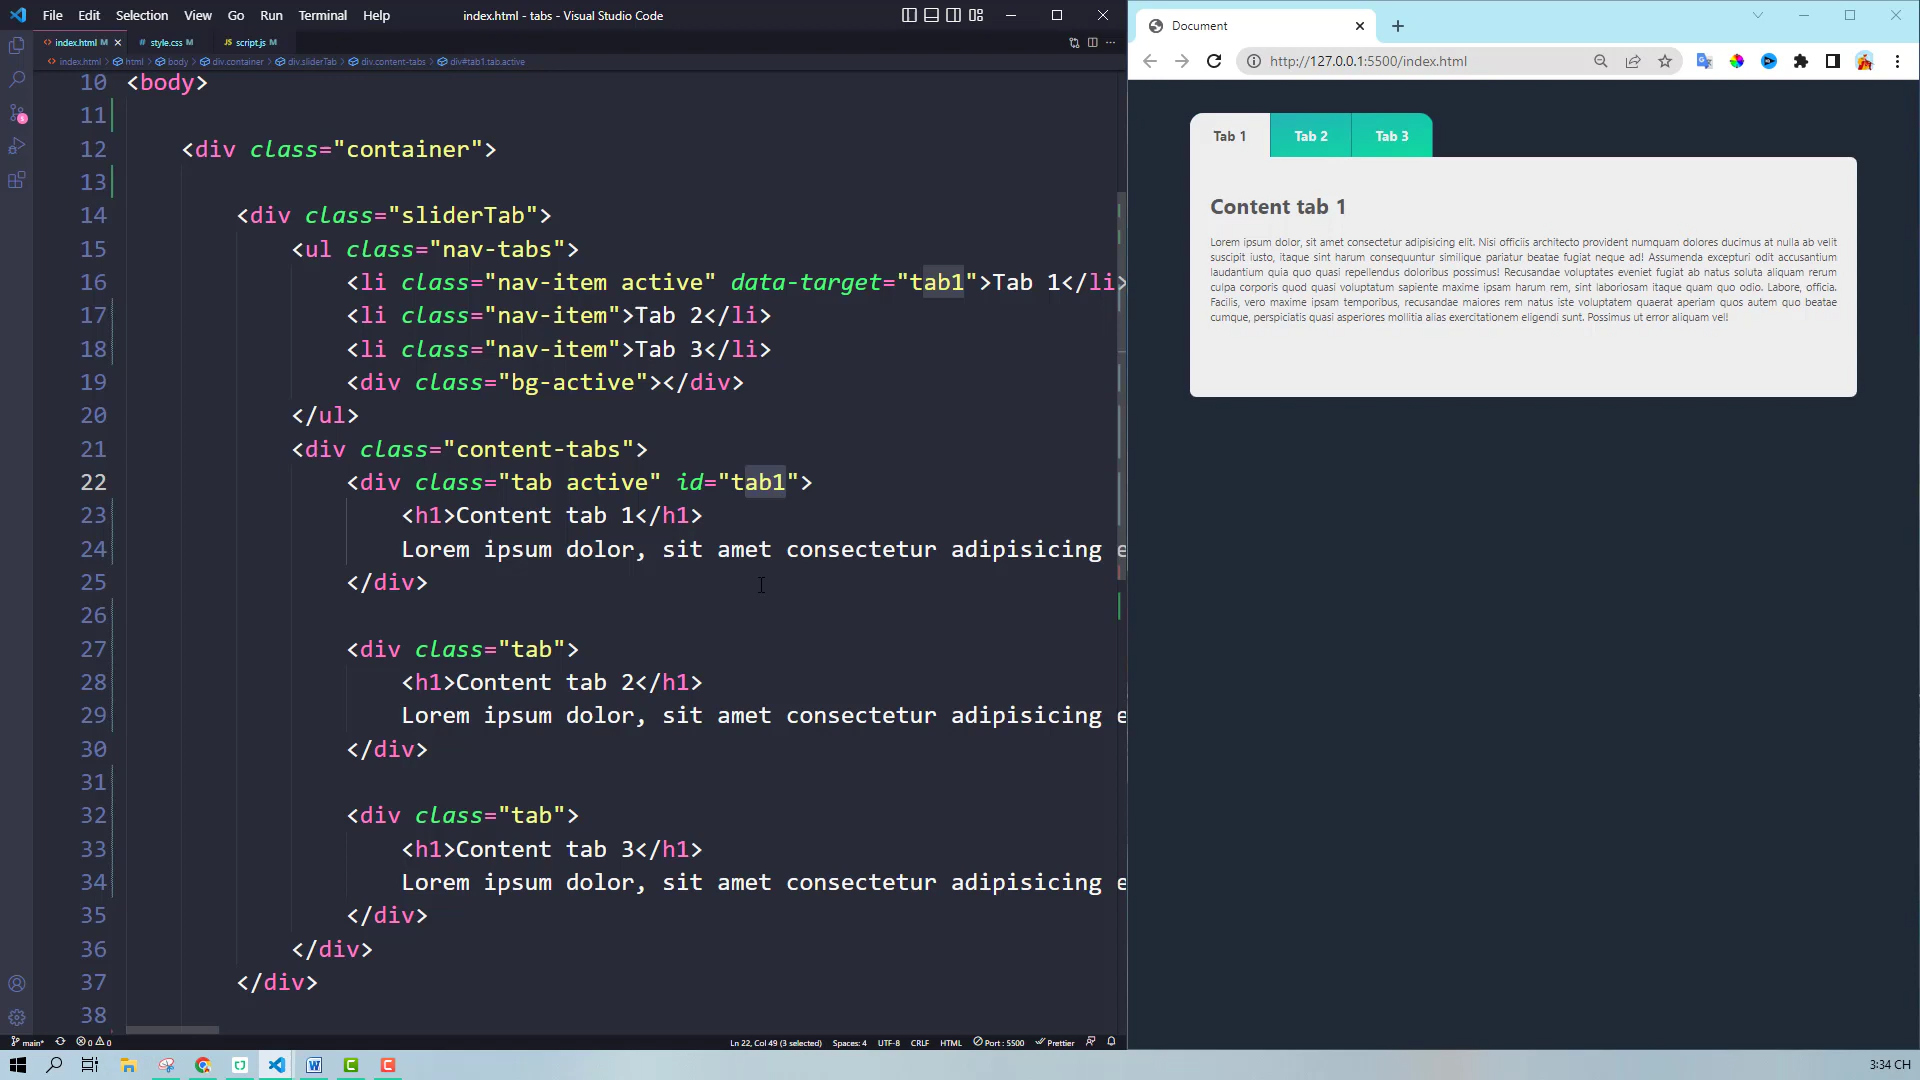 File Edit Selection View Go Run Terminal Help index.html - tabs - Visual Studio Code
index.html M style.css M script.js M
index.html > html > body > div.container > div.sliderTab > div.content-tabs > div#tab1.tab.active
10 <body>
11
12 <div class="container">
13
14 <div class="sliderTab">
15 <ul class="nav-tabs">
16 <li class="nav-item active" data-target="tab1">Tab 1</li>
17 <li class="nav-item">Tab 2</li>
18 <li class="nav-item">Tab 3</li>
19 <div class="bg-active"></div>
20 </ul>
21 <div class="content-tabs">
22 <div class="tab active" id="tab1">
23 <h1>Content tab 1</h1>
24 Lorem ipsum dolor, sit amet consectetur adipisicing e
25 </div>
26
27 <div class="tab">
28 <h1>Content tab 2</h1>
29 Lorem ipsum dolor, sit amet consectetur adipisicing e
30 </div>
31
32 <div class="tab">
33 <h1>Content tab 3</h1>
34 Lorem ipsum dolor, sit amet consectetur adipisicing e
35 </div>
36 </div>
37 </div>
38
main* 0 0 Ln 22, Col 49 (3 selected) Spaces: 4 UTF-8 CRLF HTML Port : 5500 Prettier
Document
http://127.0.0.1:5500/index.html
Tab 1 Tab 2 Tab 3
Content tab 1
Lorem ipsum dolor, sit amet consectetur adipisicing elit. Nisi officiis architecto provident numquam dolores ducimus at nulla ab velit
suscipit iusto, itaque sint harum consequuntur similique pariatur beatae fugiat neque ad! Assumenda excepturi odit accusantium
laudantium quia quo quasi repellendus doloribus possimus! Recusandae voluptates eveniet fugiat ab natus soluta aliquam rerum
culpa corporis quod quasi voluptatum sapiente maxime ipsam harum rem, sint laboriosam itaque quam quo odio. Labore, officia.
Facilis, vero maxime ipsam temporibus, recusandae maiores rem natus iste voluptatem quaerat aperiam quos autem quo beatae
cumque, perspiciatis quasi asperiores mollitia alias exercitationem eligendi sunt. Possimus ut error aliquam vel!
3:34 CH